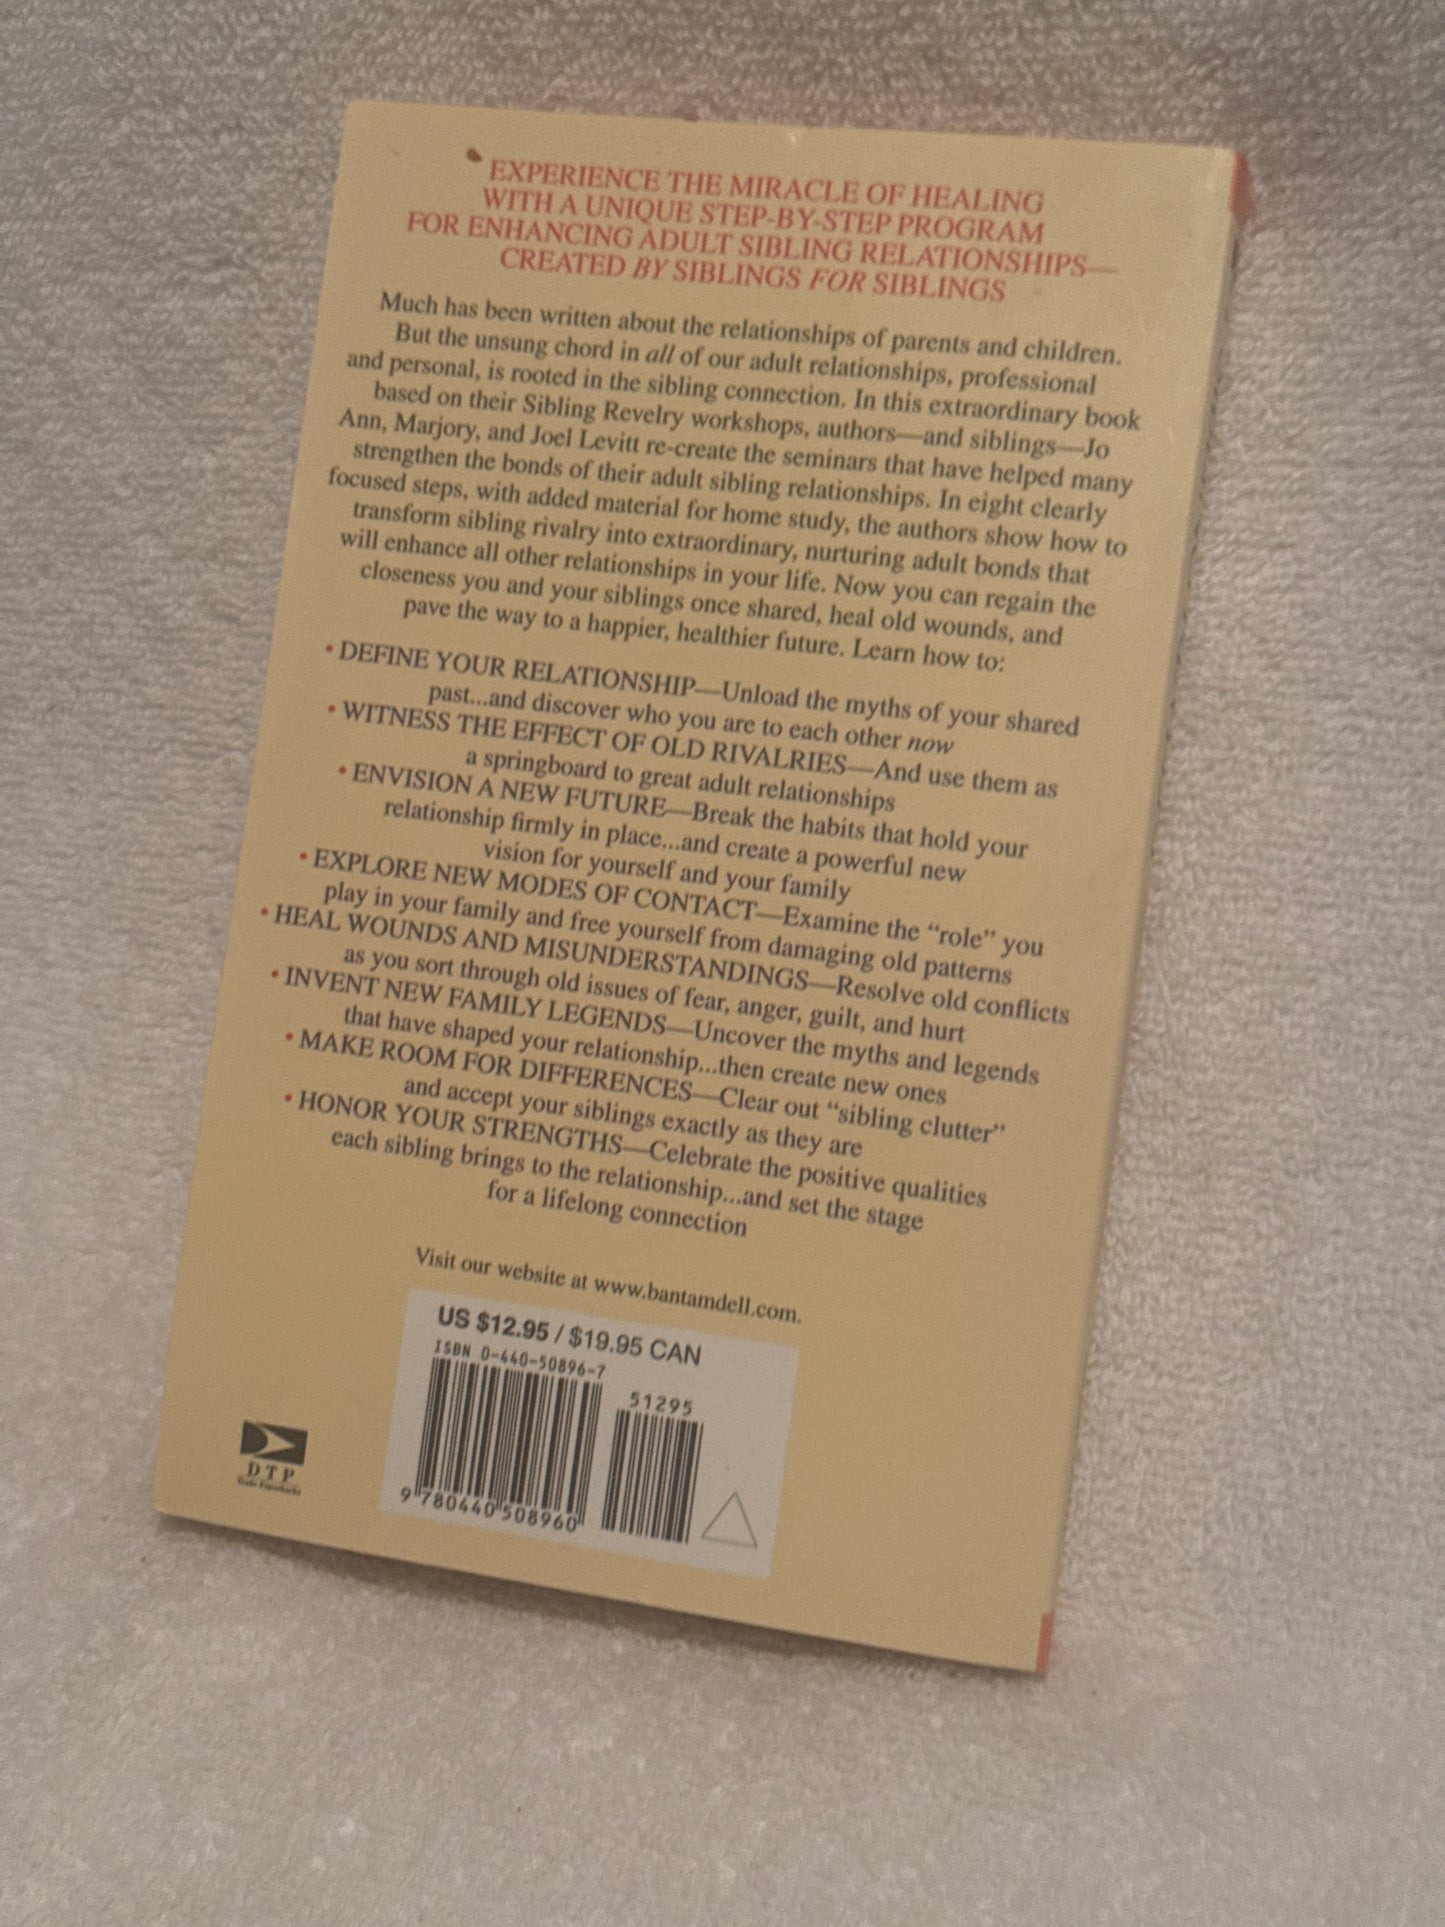 EXPERIENCE THE MIRACLE OF HEALING
WITH A UNIQUE STEP-BY-STEP PROGRAM
FOR ENHANCING ADULT SIBLING RELATIONSHIPS—
CREATED BY SIBLINGS FOR SIBLINGS
Much has been written about the relationships of parents and children.
But the unsung chord in all of our adult relationships, professional
and personal, is rooted in the sibling connection. In this extraordinary book
based on their Sibling Revelry workshops, authors—and siblings—Jo
Ann, Marjory, and Joel Levitt re-create the seminars that have helped many
strengthen the bonds of their adult sibling relationships. In eight clearly
focused steps, with added material for home study, the authors show how to
transform sibling rivalry into extraordinary, nurturing adult bonds that
will enhance all other relationships in your life. Now you can regain the
closeness you and your siblings once shared, heal old wounds, and
pave the way to a happier, healthier future. Learn how to:
• DEFINE YOUR RELATIONSHIP—Unload the myths of your shared
past...and discover who you are to each other now
• WITNESS THE EFFECT OF OLD RIVALRIES—And use them as
a springboard to great adult relationships
• ENVISION A NEW FUTURE—Break the habits that hold your
relationship firmly in place...and create a powerful new
vision for yourself and your family
• EXPLORE NEW MODES OF CONTACT—Examine the “role” you
play in your family and free yourself from damaging old patterns
• HEAL WOUNDS AND MISUNDERSTANDINGS—Resolve old conflicts
as you sort through old issues of fear, anger, guilt, and hurt
• INVENT NEW FAMILY LEGENDS—Uncover the myths and legends
that have shaped your relationship...then create new ones
• MAKE ROOM FOR DIFFERENCES—Clear out “sibling clutter”
and accept your siblings exactly as they are
• HONOR YOUR STRENGTHS—Celebrate the positive qualities
each sibling brings to the relationship...and set the stage
for a lifelong connection
Visit our website at www.bantamdell.com.
US $12.95 / $19.95 CAN
ISBN 0-440-50896-7
51295
9 780440 508960
DTP
Trade Paperbacks